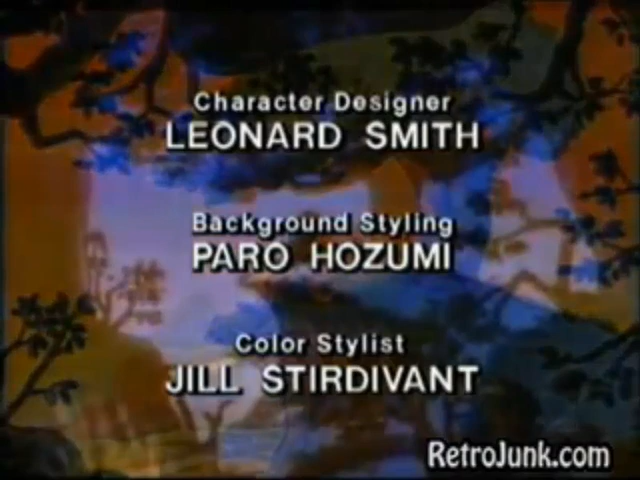 Character Designer
LEONARD SMITH
Background Styling
PARO HOZUMI
Color Stylist
JILL STIRDIVANT
RetroJunk.com